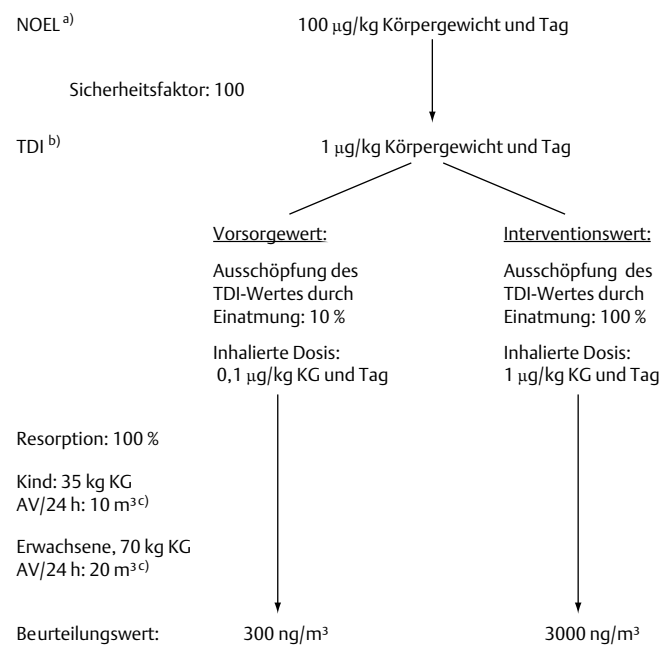 NOEL a) 100 µg/kg Körpergewicht und Tag
Sicherheitsfaktor: 100
TDI b) 1 µg/kg Körpergewicht und Tag
Vorsorgewert:
Ausschöpfung des
TDI-Wertes durch
Einatmung: 10 %
Inhalierte Dosis:
0,1 µg/kg KG und Tag
Interventionswert:
Ausschöpfung des
TDI-Wertes durch
Einatmung: 100 %
Inhalierte Dosis:
1 µg/kg KG und Tag
Resorption: 100 %
Kind: 35 kg KG
AV/24 h: 10 m³ c)
Erwachsene, 70 kg KG
AV/24 h: 20 m³ c)
Beurteilungswert: 300 ng/m³ 3000 ng/m³